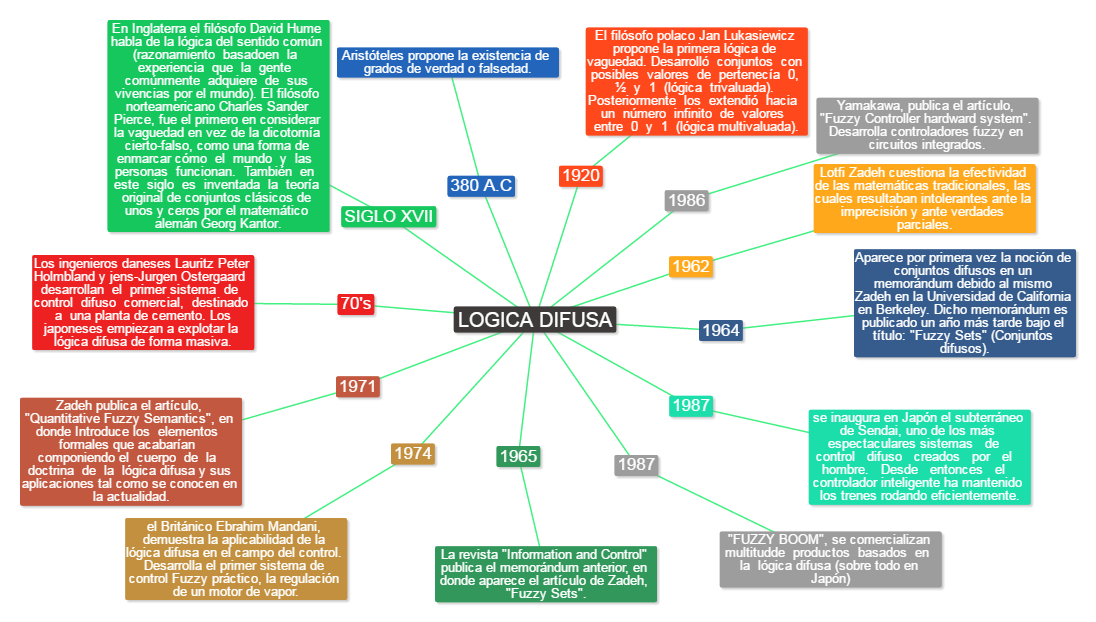 En Inglaterra el filósofo David Hume
habla de la lógica del sentido común
(razonamiento basadoen la
experiencia que la gente
comúnmente adquiere de sus
vivencias por el mundo). El filósofo
norteamericano Charles Sander
Pierce, fue el primero en considerar
la vaguedad en vez de la dicotomía
cierto-falso, como una forma de
enmarcar cómo el mundo y las
personas funcionan. También en
este siglo es inventada la teoría
original de conjuntos clásicos de
unos y ceros por el matemático
alemán Georg Kantor.
SIGLO XVII
Aristóteles propone la existencia de
grados de verdad o falsedad.
380 A.C
El filósofo polaco Jan Lukasiewicz
propone la primera lógica de
vaguedad. Desarrolló conjuntos con
posibles valores de pertenecía 0,
½ y 1 (lógica trivaluada).
Posteriormente los extendió hacia
un número infinito de valores
entre 0 y 1 (lógica multivaluada).
1920
Yamakawa, publica el artículo,
"Fuzzy Controller hardward system".
Desarrolla controladores fuzzy en
circuitos integrados.
1986
Lotfi Zadeh cuestiona la efectividad
de las matemáticas tradicionales, las
cuales resultaban intolerantes ante la
imprecisión y ante verdades
parciales.
1962
Los ingenieros daneses Lauritz Peter
Holmbland y jens-Jurgen Ostergaard
desarrollan el primer sistema de
control difuso comercial, destinado
a una planta de cemento. Los
japoneses empiezan a explotar la
lógica difusa de forma masiva.
70's
LOGICA DIFUSA
1964
Aparece por primera vez la noción de
conjuntos difusos en un
memorándum debido al mismo
Zadeh en la Universidad de California
en Berkeley. Dicho memorándum es
publicado un año más tarde bajo el
título: "Fuzzy Sets" (Conjuntos
difusos).
1971
Zadeh publica el artículo,
"Quantitative Fuzzy Semantics", en
donde Introduce los elementos
formales que acabarían
componiendo el cuerpo de la
doctrina de la lógica difusa y sus
aplicaciones tal como se conocen en
la actualidad.
1987
se inaugura en Japón el subterráneo
de Sendai, uno de los más
espectaculares sistemas de
control difuso creados por el
hombre. Desde entonces el
controlador inteligente ha mantenido
los trenes rodando eficientemente.
1974
el Británico Ebrahim Mandani,
demuestra la aplicabilidad de la
lógica difusa en el campo del control.
Desarrolla el primer sistema de
control Fuzzy práctico, la regulación
de un motor de vapor.
1965
La revista "Information and Control"
publica el memorándum anterior, en
donde aparece el artículo de Zadeh,
"Fuzzy Sets".
1987
"FUZZY BOOM", se comercializan
multitudde productos basados en
la lógica difusa (sobre todo en
Japón)